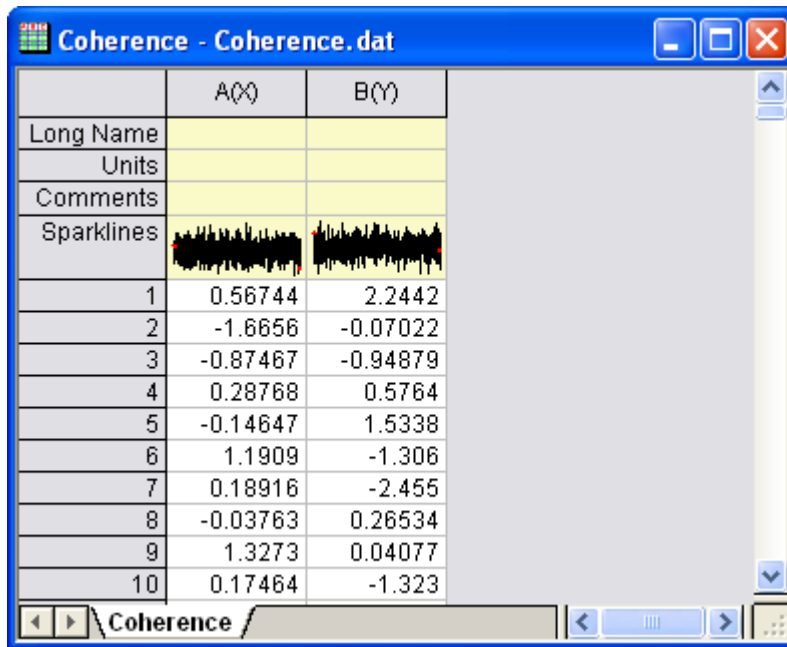 Coherence - Coherence.dat
A(X) B(Y)
Long Name
Units
Comments
Sparklines
1 0.56744 2.2442
2 -1.6656 -0.07022
3 -0.87467 -0.94879
4 0.28768 0.5764
5 -0.14647 1.5338
6 1.1909 -1.306
7 0.18916 -2.455
8 -0.03763 0.26534
9 1.3273 0.04077
10 0.17464 -1.323
Coherence